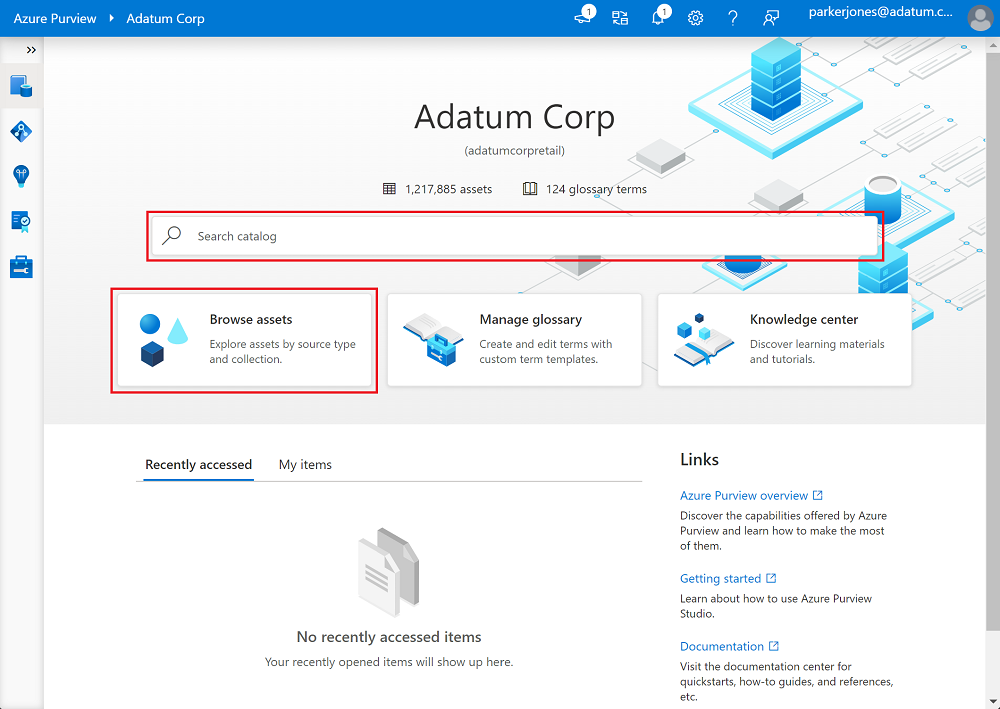 Azure Purview
Adatum Corp
1
1
parkerjones@adatum.c...
Adatum Corp
(adatumcorpretail)
1,217,885 assets
124 glossary terms
Search catalog
Browse assets
Explore assets by source type
and collection.
Manage glossary
Create and edit terms with
custom term templates.
Knowledge center
Discover learning materials
and tutorials.
Recently accessed
My items
No recently accessed items
Your recently opened items will show up here.
Links
Azure Purview overview
Discover the capabilities offered by Azure
Purview and learn how to make the most
of them.
Getting started
Learn about how to use Azure Purview
Studio.
Documentation
Visit the documentation center for
quickstarts, how-to guides, and references,
etc.